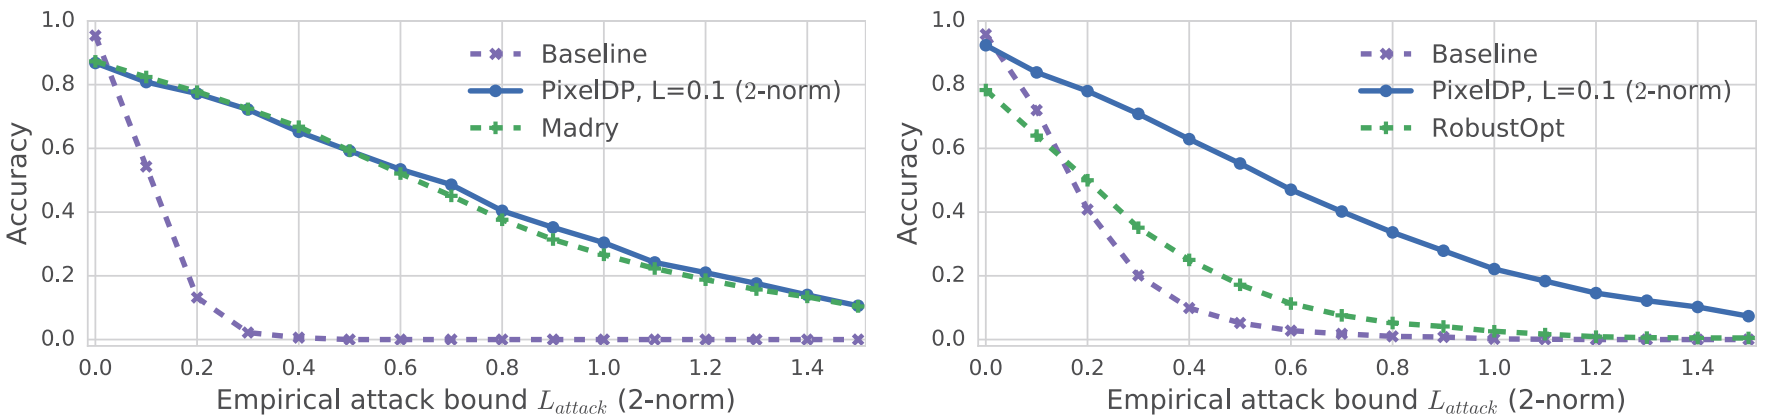 1.0
0.8
0.6
0.4
0.2
0.0
Accuracy
Baseline
PixelDP, L=0.1 (2-norm)
Madry
0.0 0.2 0.4 0.6 0.8 1.0 1.2 1.4
Empirical attack bound L_attack (2-norm)
1.0
0.8
0.6
0.4
0.2
0.0
Accuracy
Baseline
PixelDP, L=0.1 (2-norm)
RobustOpt
0.0 0.2 0.4 0.6 0.8 1.0 1.2 1.4
Empirical attack bound L_attack (2-norm)